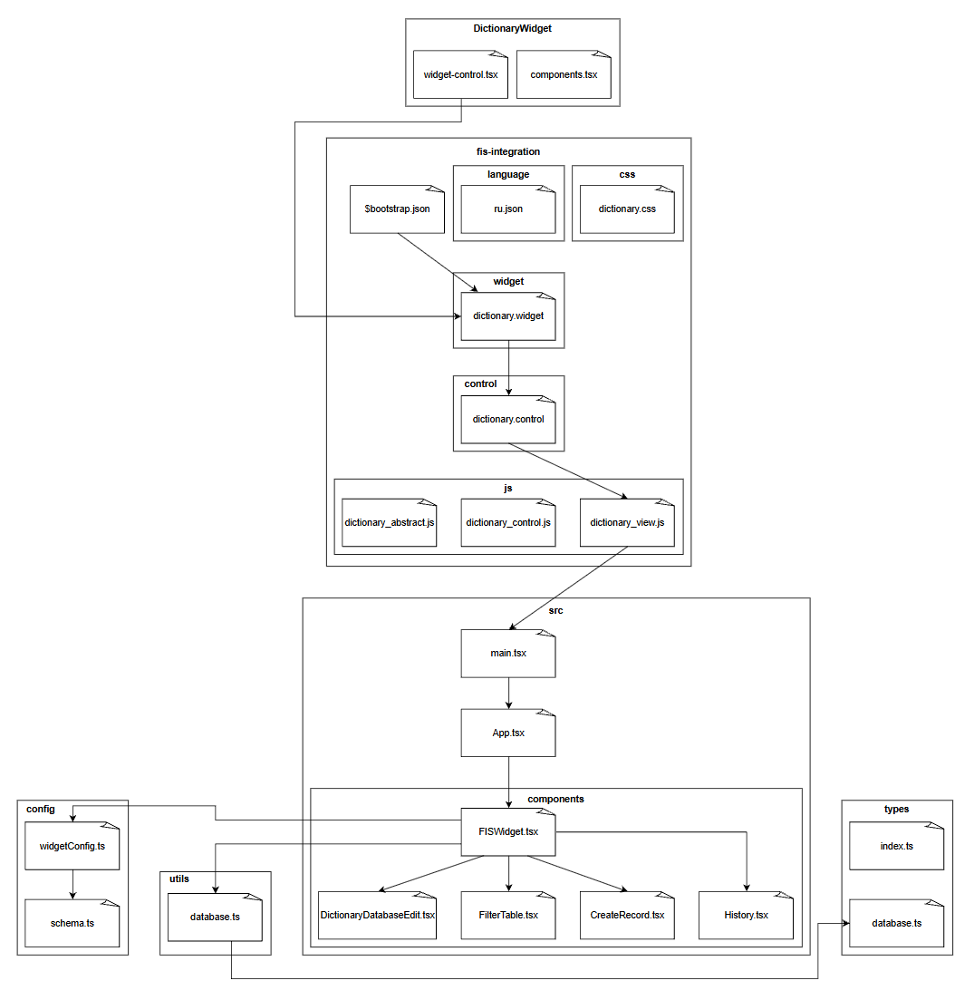 DictionaryWidget
widget-control.tsx
components.tsx
fis-integration
language
css
$bootstrap.json
ru.json
dictionary.css
widget
dictionary.widget
control
dictionary.control
js
dictionary_abstract.js
dictionary_control.js
dictionary_view.js
src
main.tsx
App.tsx
components
config
types
widgetConfig.ts
FISWidget.tsx
index.ts
utils
schema.ts
database.ts
DictionaryDatabaseEdit.tsx
FilterTable.tsx
CreateRecord.tsx
History.tsx
database.ts